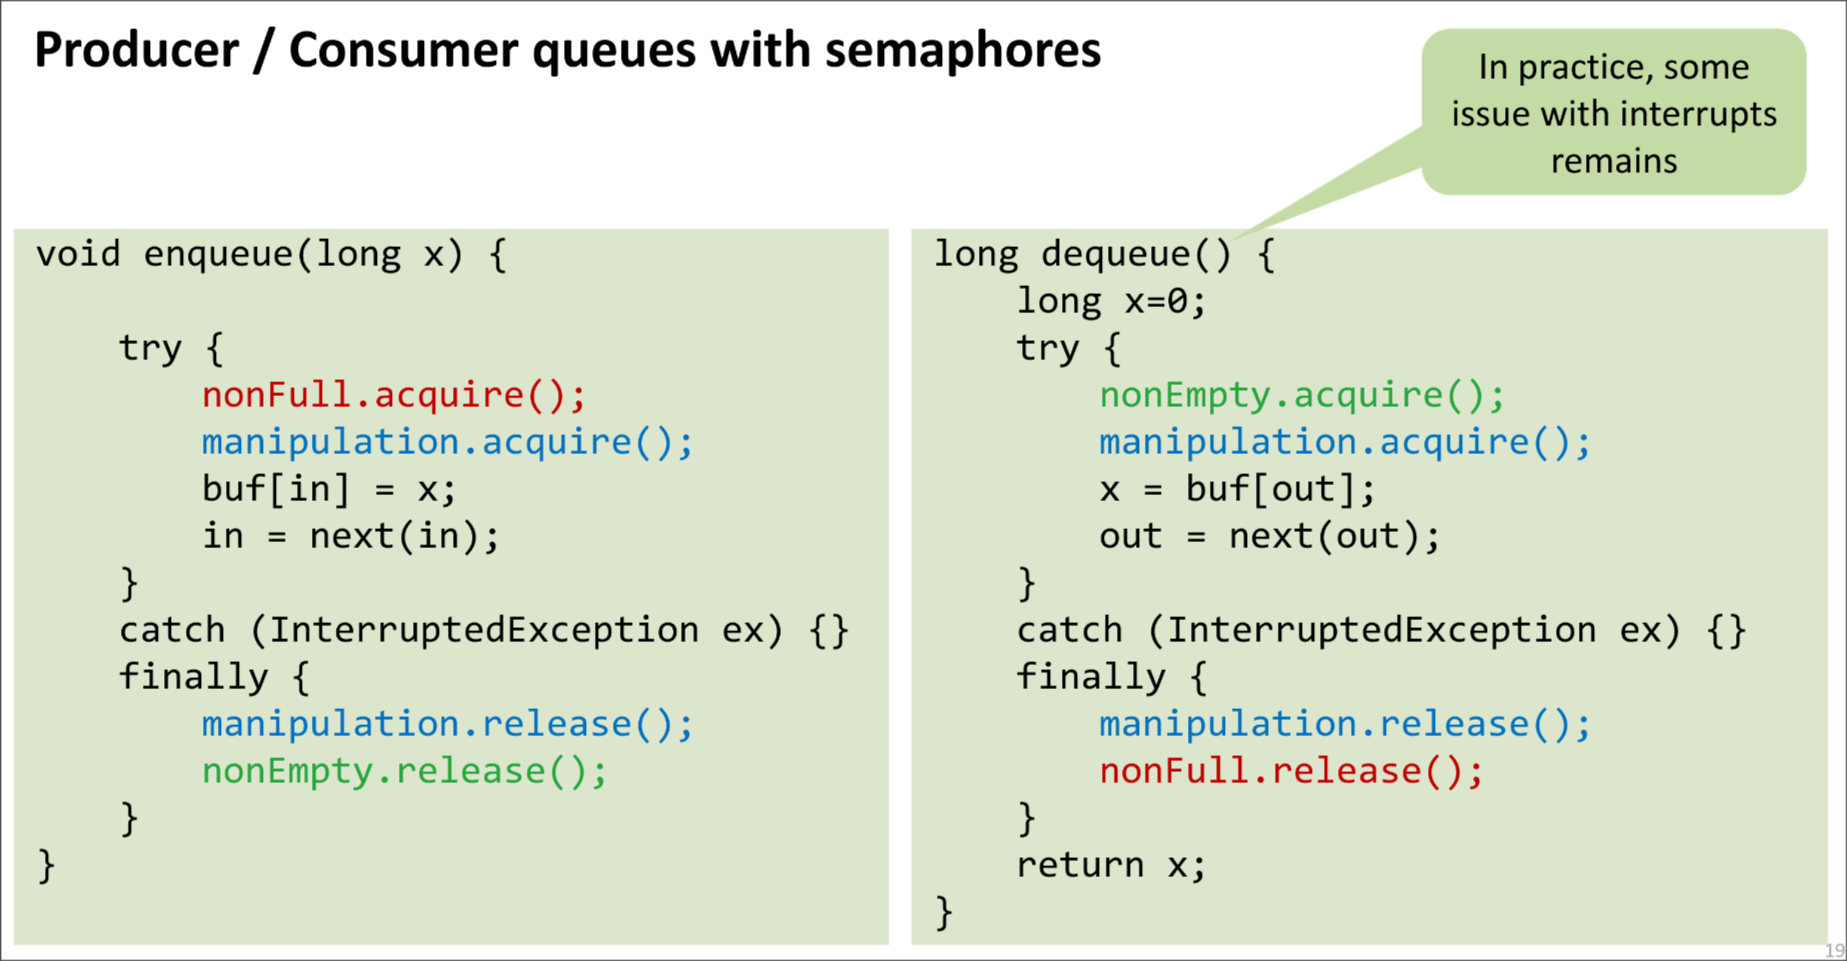 Producer / Consumer queues with semaphores
In practice, some
issue with interrupts
remains
void enqueue(long x) {
try {
nonFull.acquire();
manipulation.acquire();
buf[in] = x;
in = next(in);
}
catch (InterruptedException ex) {}
finally {
manipulation.release();
nonEmpty.release();
}
}
long dequeue() {
long x=0;
try {
nonEmpty.acquire();
manipulation.acquire();
x = buf[out];
out = next(out);
}
catch (InterruptedException ex) {}
finally {
manipulation.release();
nonFull.release();
}
return x;
}
19